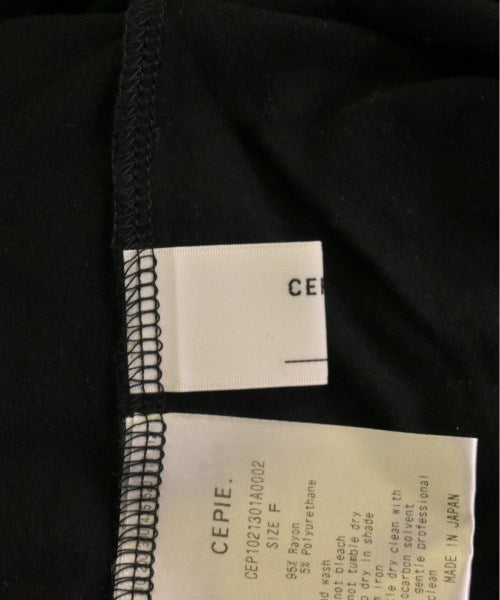 CEPIE.
CEP1021301A0002
SIZE F
95% Rayon
5% Polyurethane
wash
not bleach
not tumble dry
dry in shade
iron
dry clean with
solvent
gentle professional
clean
MADE IN JAPAN